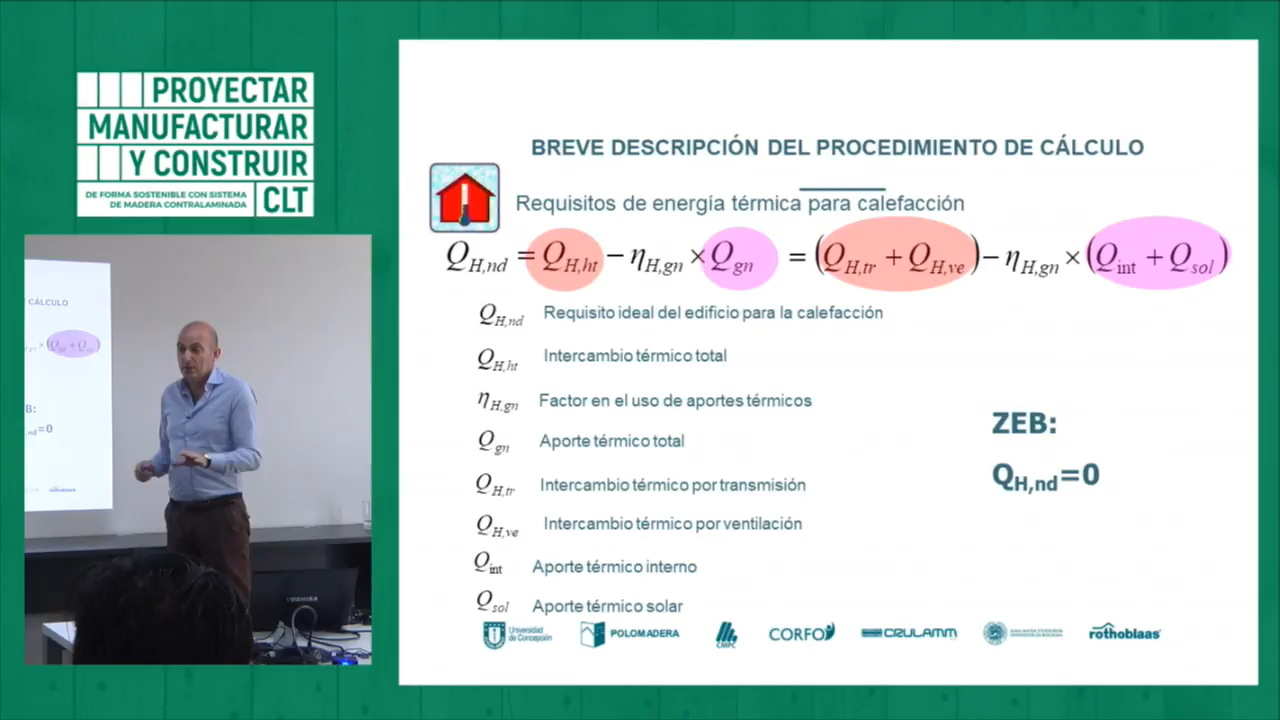 PROYECTAR
MANUFACTURAR
Y CONSTRUIR
DE FORMA SOSTENIBLE CON SISTEMA
DE MADERA CONTRALAMINADA
CLT
BREVE DESCRIPCIÓN DEL PROCEDIMIENTO DE CÁLCULO
Requisitos de energía térmica para calefacción
Q_{H,nd} = Q_{H,ht} − η_{H,gn} × Q_{gn} = (Q_{H,tr} + Q_{H,ve}) − η_{H,gn} × (Q_{int} + Q_{sol})
Q_{H,nd} Requisito ideal del edificio para la calefacción
Q_{H,ht} Intercambio térmico total
η_{H,gn} Factor en el uso de aportes térmicos
Q_{gn} Aporte térmico total
Q_{H,tr} Intercambio térmico por transmisión
Q_{H,ve} Intercambio térmico por ventilación
Q_{int} Aporte térmico interno
Q_{sol} Aporte térmico solar
ZEB:
Q_{H,nd}=0
Universidad
de Concepción
POLOMADERA
CMPC
CORFO
CRULAMM
rothoblaas
CÁLCULO
B:
,nd=0
rothoblaas
TOSHIBA